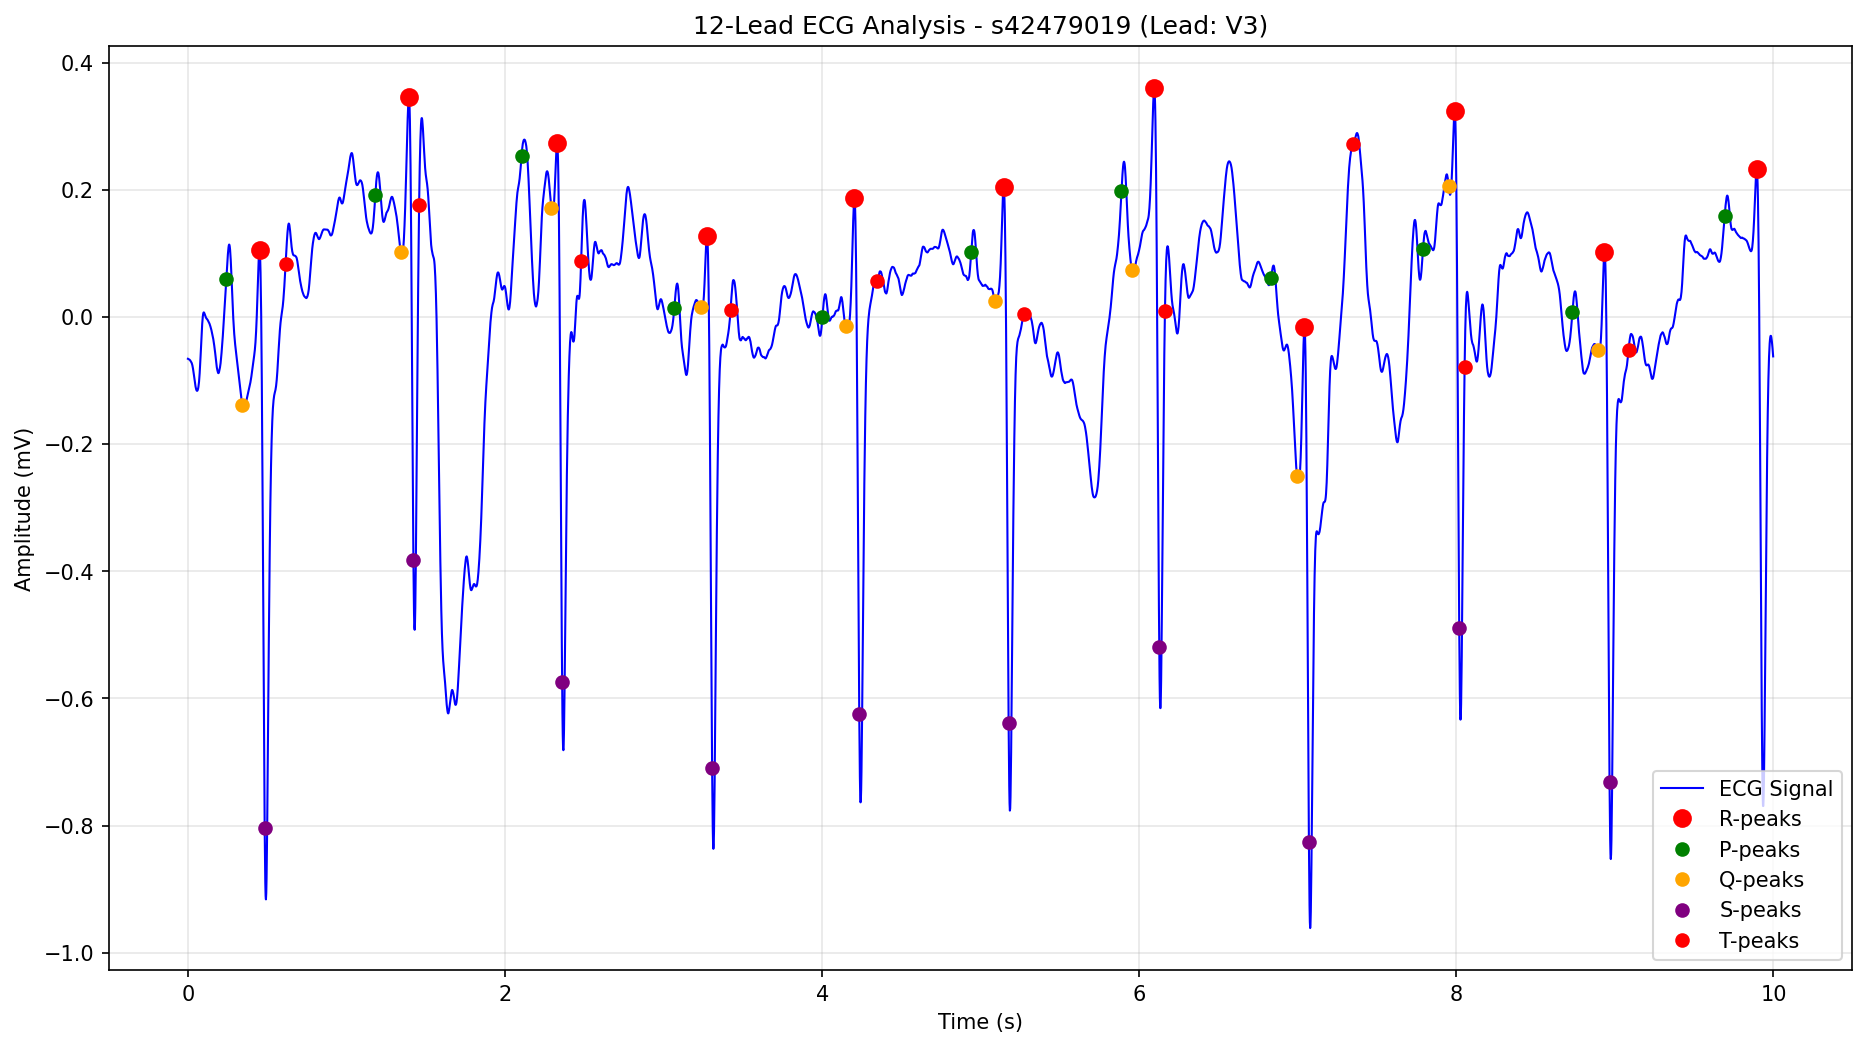 12-Lead ECG Analysis - s42479019 (Lead: V3)
0.4
0.2
0.0
−0.2
−0.4
−0.6
−0.8
−1.0
Amplitude (mV)
0 2 4 6 8 10
Time (s)
ECG Signal
R-peaks
P-peaks
Q-peaks
S-peaks
T-peaks